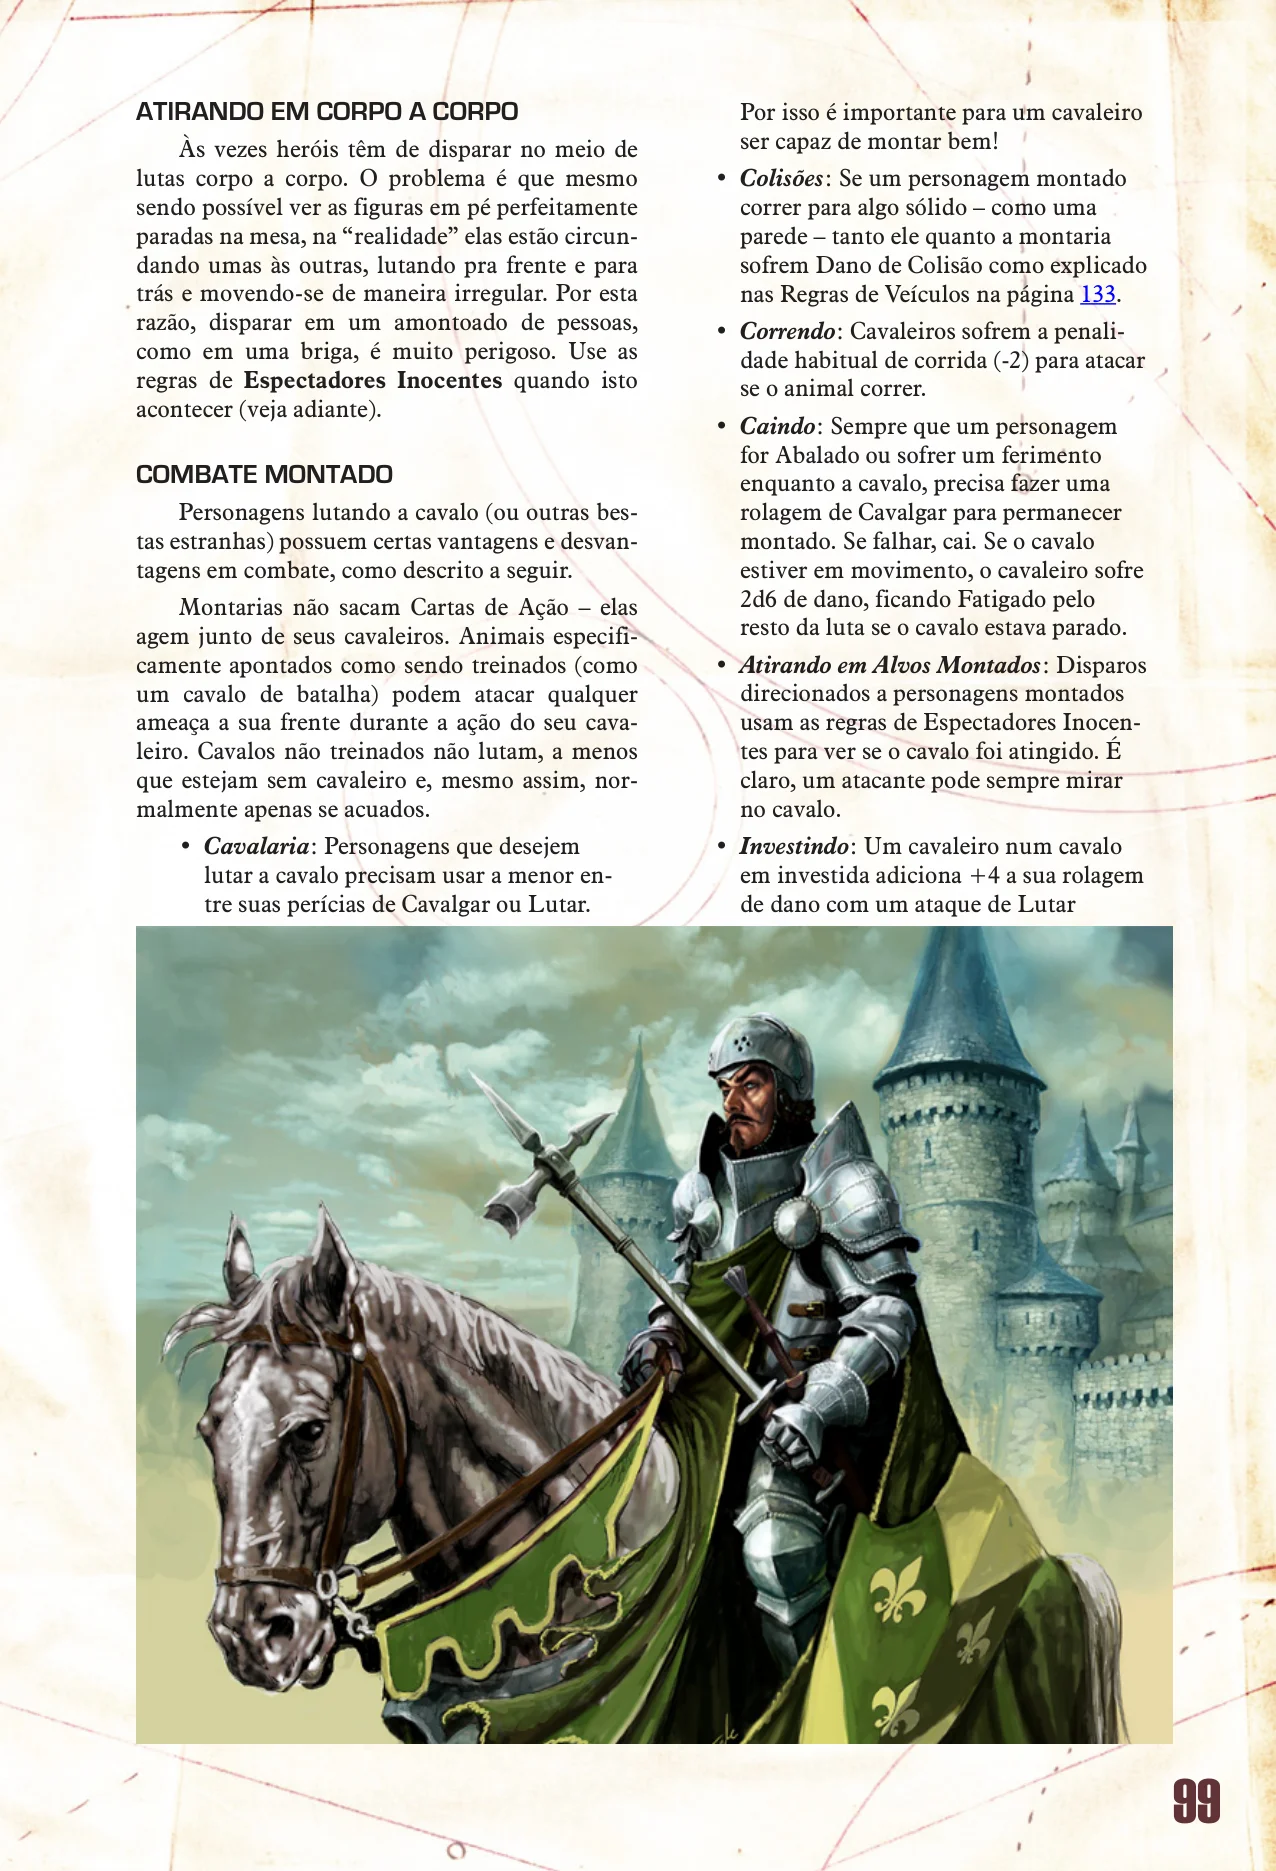 ATIRANDO EM CORPO A CORPO
Às vezes heróis têm de disparar no meio de
lutas corpo a corpo. O problema é que mesmo
sendo possível ver as figuras em pé perfeitamente
paradas na mesa, na “realidade” elas estão circun-
dando umas às outras, lutando pra frente e para
trás e movendo-se de maneira irregular. Por esta
razão, disparar em um amontoado de pessoas,
como em uma briga, é muito perigoso. Use as
regras de Espectadores Inocentes quando isto
acontecer (veja adiante).
COMBATE MONTADO
Personagens lutando a cavalo (ou outras bes-
tas estranhas) possuem certas vantagens e desvan-
tagens em combate, como descrito a seguir.
Montarias não sacam Cartas de Ação – elas
agem junto de seus cavaleiros. Animais especifi-
camente apontados como sendo treinados (como
um cavalo de batalha) podem atacar qualquer
ameaça a sua frente durante a ação do seu cava-
leiro. Cavalos não treinados não lutam, a menos
que estejam sem cavaleiro e, mesmo assim, nor-
malmente apenas se acuados.
• Cavalaria: Personagens que desejem
lutar a cavalo precisam usar a menor en-
tre suas perícias de Cavalgar ou Lutar.
Por isso é importante para um cavaleiro
ser capaz de montar bem!
• Colisões: Se um personagem montado
correr para algo sólido – como uma
parede – tanto ele quanto a montaria
sofrem Dano de Colisão como explicado
nas Regras de Veículos na página 133.
• Correndo: Cavaleiros sofrem a penali-
dade habitual de corrida (-2) para atacar
se o animal correr.
• Caindo: Sempre que um personagem
for Abalado ou sofrer um ferimento
enquanto a cavalo, precisa fazer uma
rolagem de Cavalgar para permanecer
montado. Se falhar, cai. Se o cavalo
estiver em movimento, o cavaleiro sofre
2d6 de dano, ficando Fatigado pelo
resto da luta se o cavalo estava parado.
• Atirando em Alvos Montados: Disparos
direcionados a personagens montados
usam as regras de Espectadores Inocen-
tes para ver se o cavalo foi atingido. É
claro, um atacante pode sempre mirar
no cavalo.
• Investindo: Um cavaleiro num cavalo
em investida adiciona +4 a sua rolagem
de dano com um ataque de Lutar
99